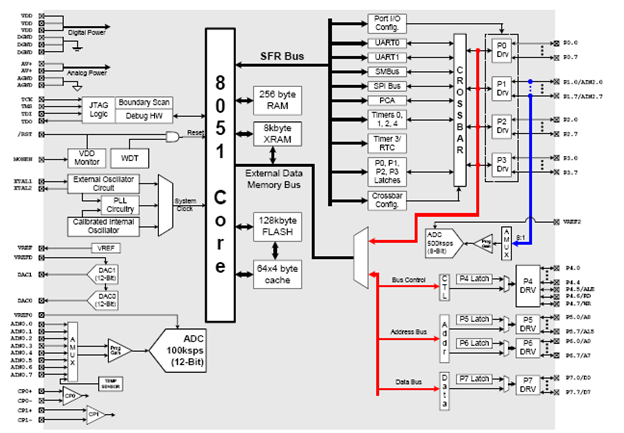 VDD
VDD
VDD
DGND
DGND
DGND
Digital Power
AV+
AV+
AGND
AGND
Analog Power
TCK
TMS
TDI
TDO
JTAG
Logic
Boundary Scan
Debug HW
/RST
Reset
MONEN
VDD
Monitor
WDT
XTAL1
XTAL2
External Oscillator
Circuit
PLL
Circuitry
Calibrated Internal
Oscillator
System
Clock
VREF
VREF
VREFD
DAC1
DAC1
(12-Bit)
DAC0
DAC0
(12-Bit)
VREF0
AIN0.0
AIN0.1
AIN0.2
AIN0.3
AIN0.4
AIN0.5
AIN0.6
AIN0.7
AMUX
Prog
Gain
ADC
100ksps
(12-Bit)
TEMP
SENSOR
CP0+
CP0-
CP0
CP1+
CP1-
CP1
8051
Core
SFR Bus
256 byte
RAM
8kbyte
XRAM
External Data
Memory Bus
128kbyte
FLASH
64x4 byte
cache
Port I/O
Config.
UART0
UART1
SMBus
SPI Bus
PCA
Timers 0,
1, 2, 4
Timer 3/
RTC
P0, P1,
P2, P3
Latches
Crossbar
Config.
CROSSBAR
P0
Drv
P1
Drv
P2
Drv
P3
Drv
P0.0
P0.7
P1.0/AIN2.0
P1.7/AIN2.7
P2.0
P2.7
P3.0
P3.7
VREF2
ADC
500ksps
(8-Bit)
Prog
Gain
AMUX
8:1
Bus Control
CTL
P4 Latch
P4
DRV
P4.0
P4.4
P4.5/ALE
P4.6/RD
P4.7/WR
Address Bus
Addr
P5 Latch
P5
DRV
P5.0/A8
P5.7/A15
P6 Latch
P6
DRV
P6.0/A0
P6.7/A7
Data Bus
Data
P7 Latch
P7
DRV
P7.0/D0
P7.7/D7